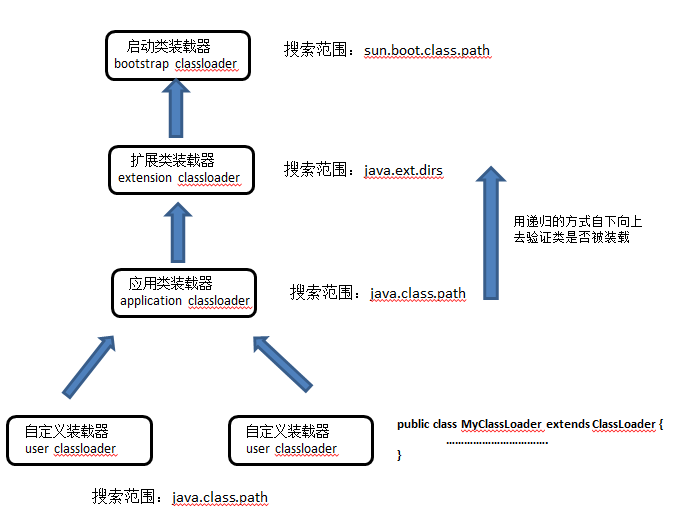 启动类装载器
bootstrap classloader
搜索范围：sun.boot.class.path
扩展类装载器
extension classloader
搜索范围：java.ext.dirs
用递归的方式自下向上
去验证类是否被装载
应用类装载器
application classloader
搜索范围：java.class.path
自定义装载器
user classloader
自定义装载器
user classloader
public class MyClassLoader extends ClassLoader {
…………………………….
}
搜索范围：java.class.path